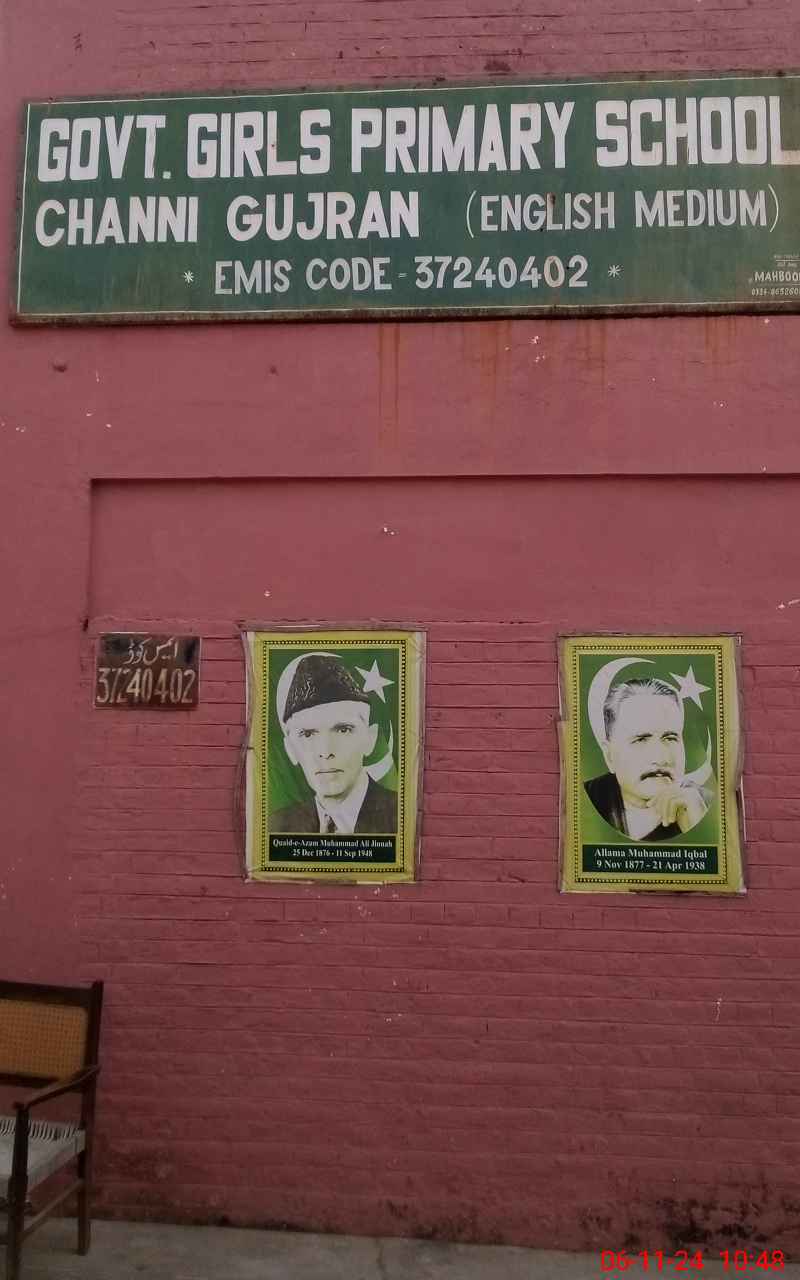 GOVT. GIRLS PRIMARY SCHOOL
CHANNI GUJRAN (ENGLISH MEDIUM)
* EMIS CODE - 37240402 *
MAHBOOB
ایمس کوڈ
37240402
Quaid-e-Azam Muhammad Ali Jinnah
25 Dec 1876 - 11 Sep 1948
Allama Muhammad Iqbal
9 Nov 1877 - 21 Apr 1938
06-11-24 10:48